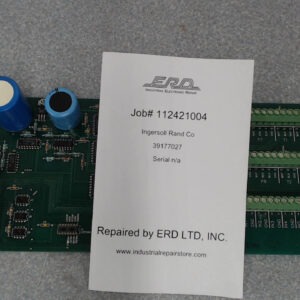 ERD
INDUSTRIAL ELECTRONIC REPAIR
Job# 112421004
Ingersoll Rand Co
39177027
Serial n/a
Repaired by ERD LTD, INC.
www.industrialrepairstore.com